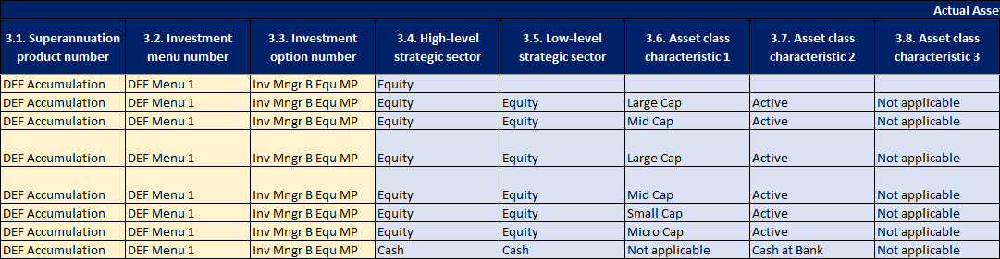 Actual Asse
3.1. Superannuation product number 3.2. Investment menu number 3.3. Investment option number 3.4. High-level strategic sector 3.5. Low-level strategic sector 3.6. Asset class characteristic 1 3.7. Asset class characteristic 2 3.8. Asset class characteristic 3
DEF Accumulation DEF Menu 1 Inv Mngr B Equ MP Equity
DEF Accumulation DEF Menu 1 Inv Mngr B Equ MP Equity Equity Large Cap Active Not applicable
DEF Accumulation DEF Menu 1 Inv Mngr B Equ MP Equity Equity Mid Cap Active Not applicable
DEF Accumulation DEF Menu 1 Inv Mngr B Equ MP Equity Equity Large Cap Active Not applicable
DEF Accumulation DEF Menu 1 Inv Mngr B Equ MP Equity Equity Mid Cap Active Not applicable
DEF Accumulation DEF Menu 1 Inv Mngr B Equ MP Equity Equity Small Cap Active Not applicable
DEF Accumulation DEF Menu 1 Inv Mngr B Equ MP Equity Equity Micro Cap Active Not applicable
DEF Accumulation DEF Menu 1 Inv Mngr B Equ MP Cash Cash Not applicable Cash at Bank Not applicable